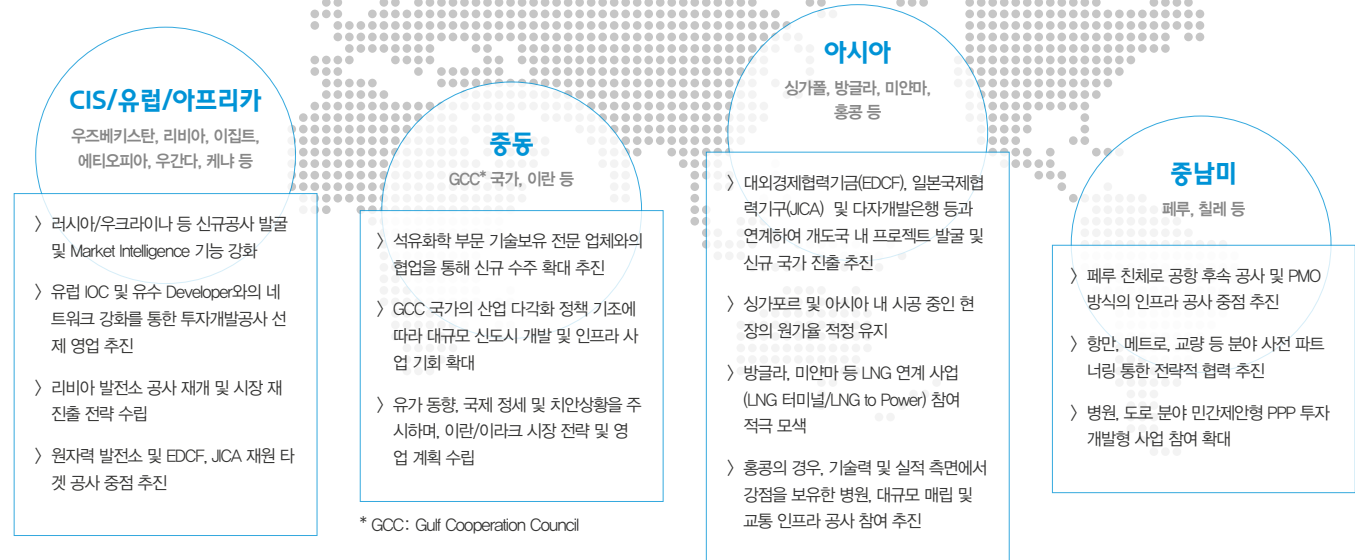 CIS/유럽/아프리카
우즈베키스탄, 리비아, 이집트,
에티오피아, 우간다, 케냐 등
〉 러시아/우크라이나 등 신규공사 발굴
및 Market Intelligence 기능 강화
〉 유럽 IOC 및 유수 Developer와의 네
트워크 강화를 통한 투자개발공사 선
제 영업 추진
〉 리비아 발전소 공사 재개 및 시장 재
진출 전략 수립
〉 원자력 발전소 및 EDCF, JICA 재원 타
겟 공사 중점 추진
중동
GCC* 국가, 이란 등
〉 석유화학 부문 기술보유 전문 업체와의
협업을 통해 신규 수주 확대 추진
〉 GCC 국가의 산업 다각화 정책 기조에
따라 대규모 신도시 개발 및 인프라 사
업 기회 확대
〉 유가 동향, 국제 정세 및 치안상황을 주
시하며, 이란/이라크 시장 전략 및 영
업 계획 수립
* GCC: Gulf Cooperation Council
아시아
싱가폴, 방글라, 미얀마,
홍콩 등
〉 대외경제협력기금(EDCF), 일본국제협
력기구(JICA) 및 다자개발은행 등과
연계하여 개도국 내 프로젝트 발굴 및
신규 국가 진출 추진
〉 싱가포르 및 아시아 내 시공 중인 현
장의 원가율 적정 유지
〉 방글라, 미얀마 등 LNG 연계 사업
(LNG 터미널/LNG to Power) 참여
적극 모색
〉 홍콩의 경우, 기술력 및 실적 측면에서
강점을 보유한 병원, 대규모 매립 및
교통 인프라 공사 참여 추진
중남미
페루, 칠레 등
〉 페루 친체로 공항 후속 공사 및 PMO
방식의 인프라 공사 중점 추진
〉 항만, 메트로, 교량 등 분야 사전 파트
너링 통한 전략적 협력 추진
〉 병원, 도로 분야 민간제안형 PPP 투자
개발형 사업 참여 확대